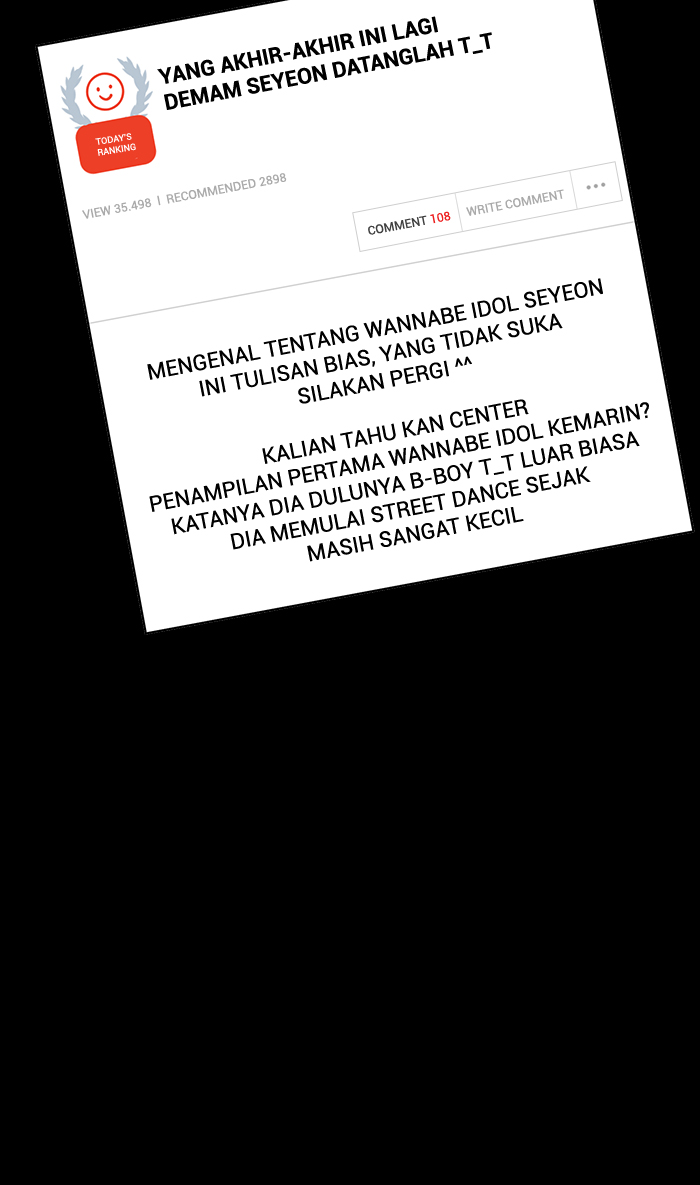 YANG AKHIR-AKHIR INI LAGI
DEMAM SEYEON DATANGLAH T_T
TODAY'S
RANKING
VIEW 35.498 | RECOMMENDED 2898
COMMENT 108
WRITE COMMENT
•••
MENGENAL TENTANG WANNABE IDOL SEYEON
INI TULISAN BIAS, YANG TIDAK SUKA
SILAKAN PERGI ^^
KALIAN TAHU KAN CENTER
PENAMPILAN PERTAMA WANNABE IDOL KEMARIN?
KATANYA DIA DULUNYA B-BOY T_T LUAR BIASA
DIA MEMULAI STREET DANCE SEJAK
MASIH SANGAT KECIL